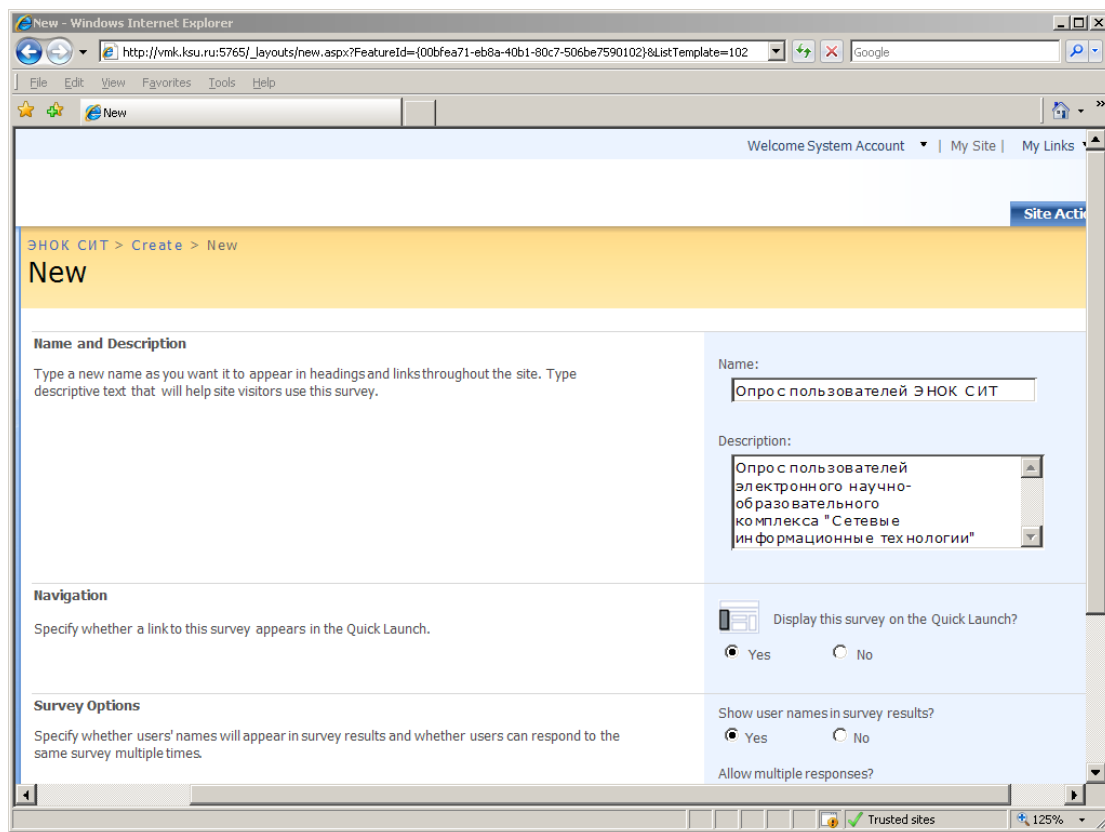 New - Windows Internet Explorer
http://vmk.ksu.ru:5765/_layouts/new.aspx?FeatureId={00bfea71-eb8a-40b1-80c7-506be7590102}&ListTemplate=102
Google
File Edit View Favorites Tools Help
New
Welcome System Account | My Site | My Links
Site Actio
ЭНОК СИТ > Create > New
New
Name and Description
Type a new name as you want it to appear in headings and links throughout the site. Type
descriptive text that will help site visitors use this survey.
Name:
Опрос пользователей ЭНОК СИТ
Description:
Опрос пользователей
электронного научно-
образовательного
комплекса "Сетевые
информационные технологии"
Navigation
Specify whether a link to this survey appears in the Quick Launch.
Display this survey on the Quick Launch?
Yes No
Survey Options
Specify whether users' names will appear in survey results and whether users can respond to the
same survey multiple times.
Show user names in survey results?
Yes No
Allow multiple responses?
Trusted sites
125%